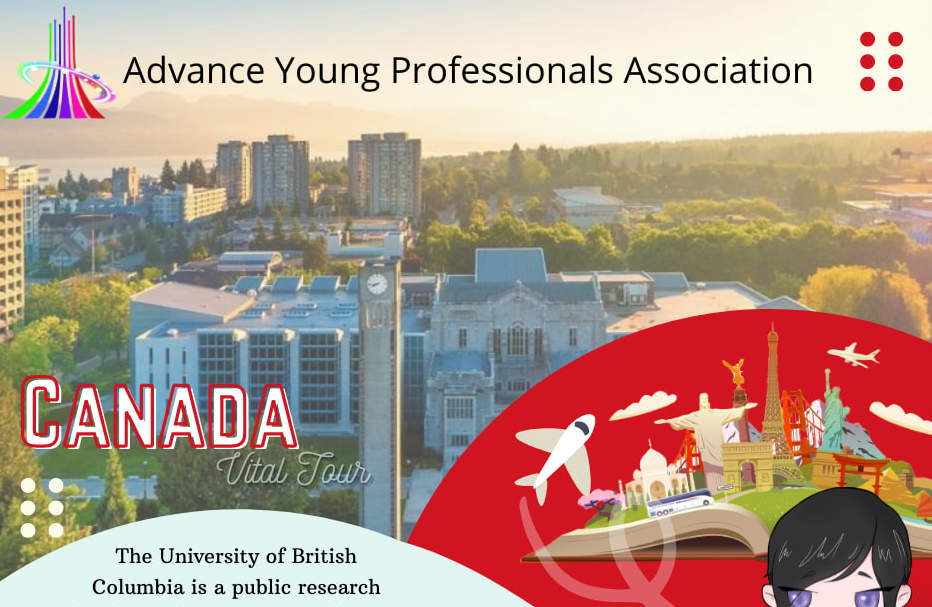 Advance Young Professionals Association
CANADA
Vital Tour
The University of British
Columbia is a public research